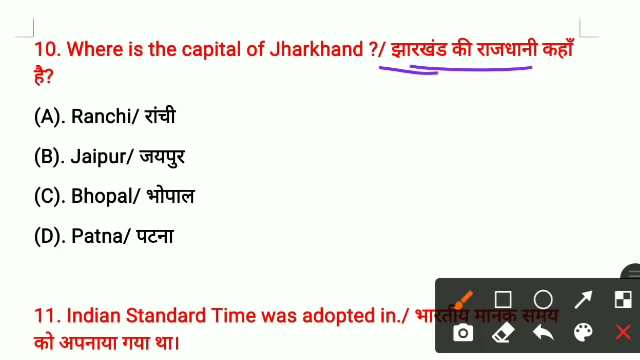 10. Where is the capital of Jharkhand ?/ झारखंड की राजधानी कहाँ
है?
(A). Ranchi/ रांची
(B). Jaipur/ जयपुर
(C). Bhopal/ भोपाल
(D). Patna/ पटना
11. Indian Standard Time was adopted in./ भारतीय मानक समय
को अपनाया गया था।